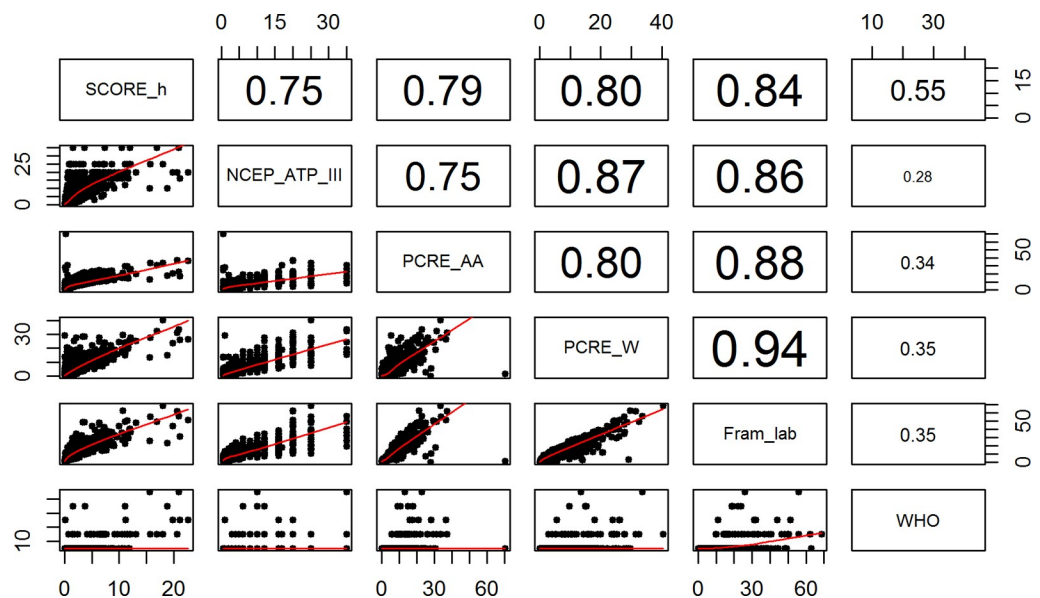 0 15 30 0 20 40 10 30
SCORE_h 0.75 0.79 0.80 0.84 0.55 0 15
0 25 NCEP_ATP_III 0.75 0.87 0.86 0.28
PCRE_AA 0.80 0.88 0.34 0 50
0 30 PCRE_W 0.94 0.35
Fram_lab 0.35 0 50
10 WHO
0 10 20 0 30 60 0 30 60